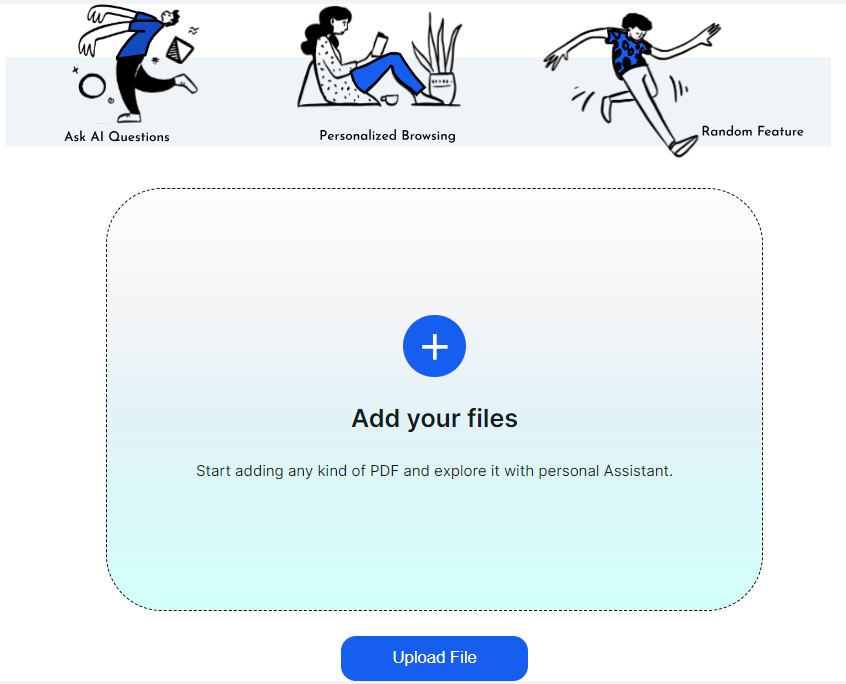 Ask AI Questions
Personalized Browsing
Random Feature
Add your files
Start adding any kind of PDF and explore it with personal Assistant.
Upload File